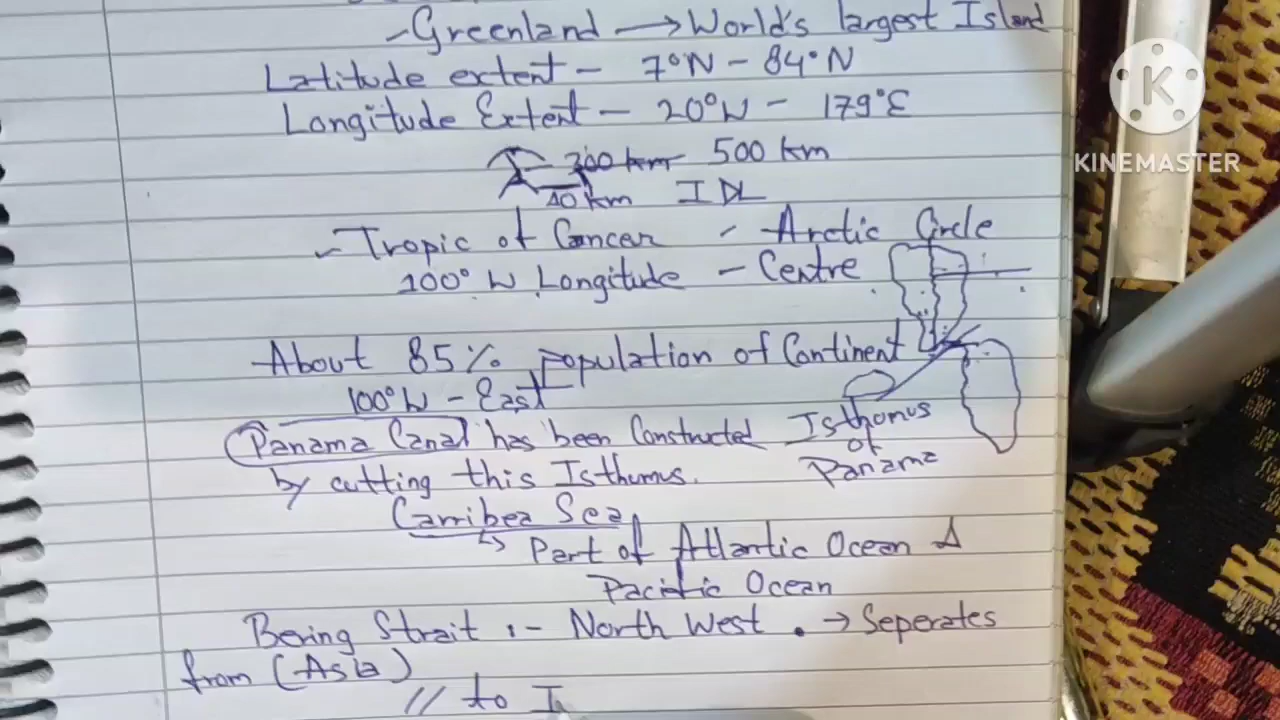 - Greenland → World's largest Island
Latitude extent - 7°N - 84°N
Longitude Extent - 20°W - 179°E
300 km 500 km
40 km IDL
- Tropic of Cancer - Arctic Circle
100° W Longitude - Centre
About 85% population of Continent
100°W - East
Panama Canal has been Constructed
by cutting this Isthumus.
Isthomus
of
Panama
Carribea Sea
↳ Part of Atlantic Ocean &
Pacific Ocean
Bering Strait :- North West . → Seperates
from (Asia)
// to I
K
KINEMASTER